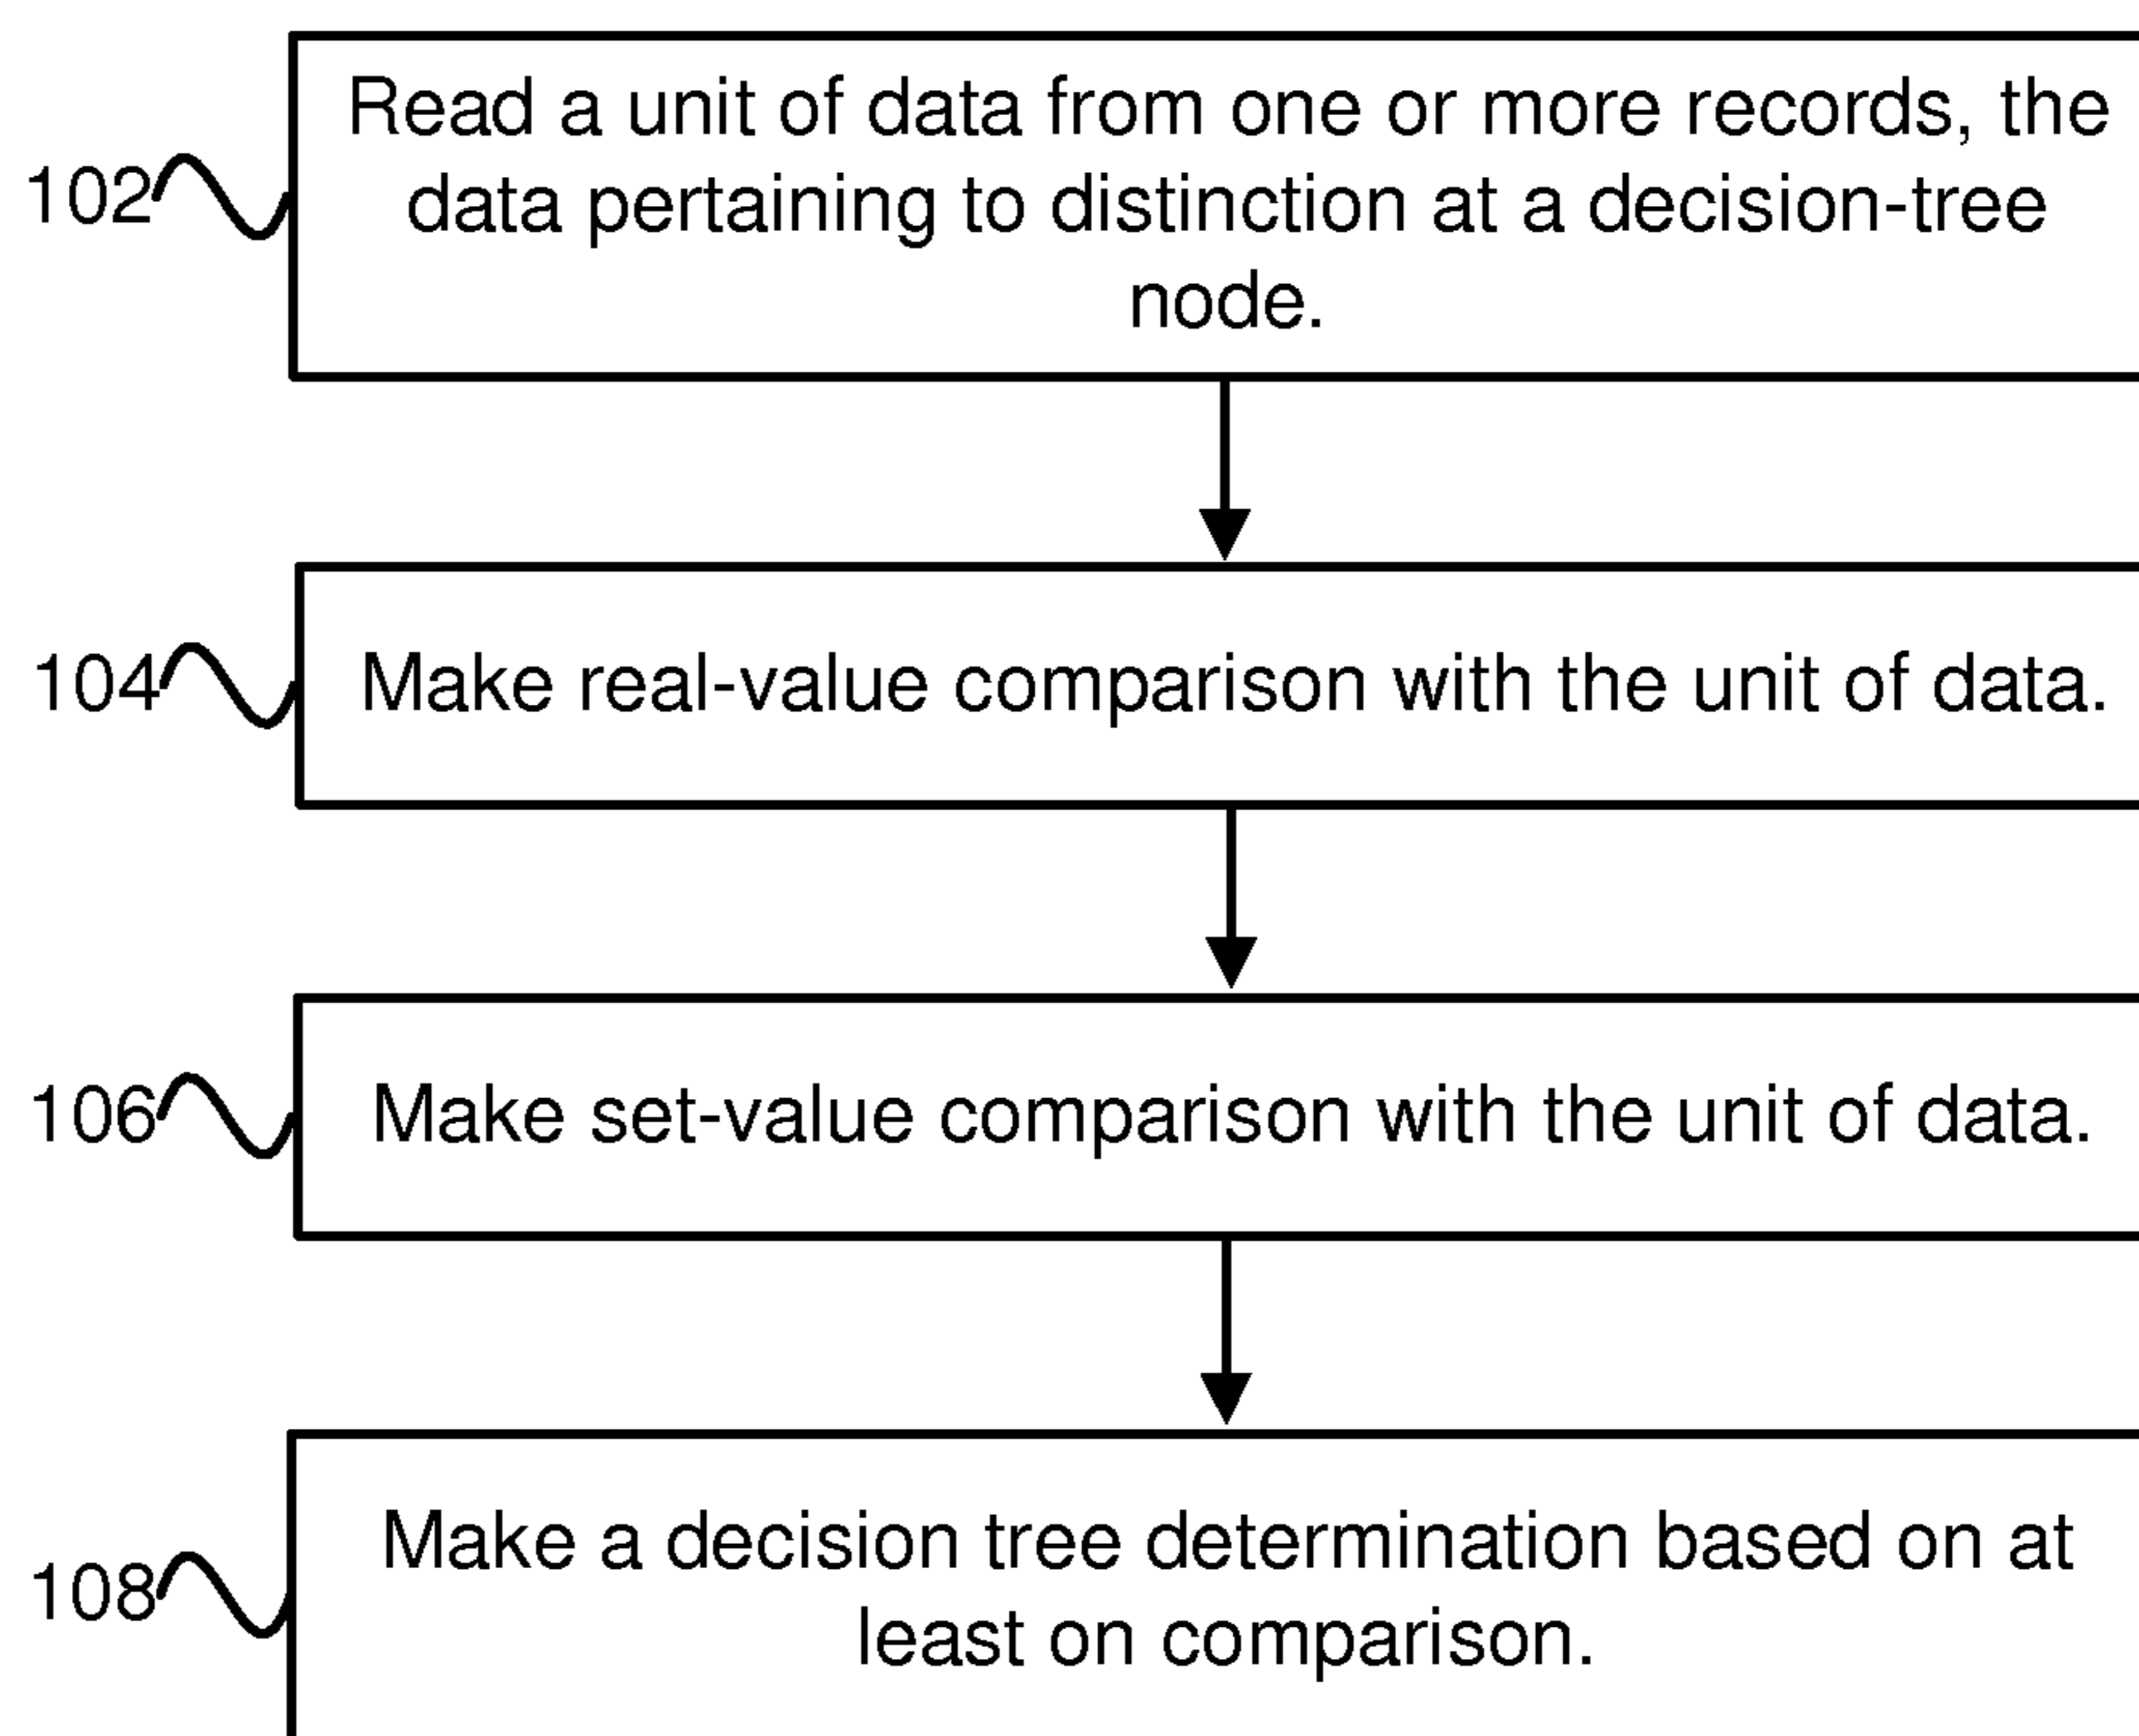 Read a unit of data from one or more records, the
102
data pertaining to distinction at a decision-tree
node.
104
Make real-value comparison with the unit of data.
106
Make set-value comparison with the unit of data.
Make a decision tree determination based on at
108
least on comparison.